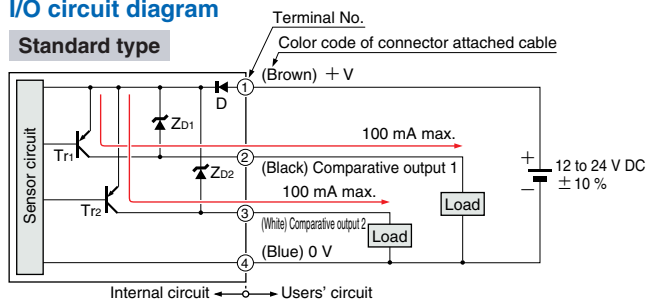 I/O circuit diagram
Terminal No.
Standard type
Color code of connector attached cable
1
(Brown) + V
D
ZD1
100 mA max.
Tr1
2
(Black) Comparative output 1
12 to 24 V DC
± 10 %
+
−
Sensor circuit
ZD2
100 mA max.
Load
Tr2
3
(White) Comparative output 2
Load
(Blue) 0 V
4
Internal circuit
Users' circuit